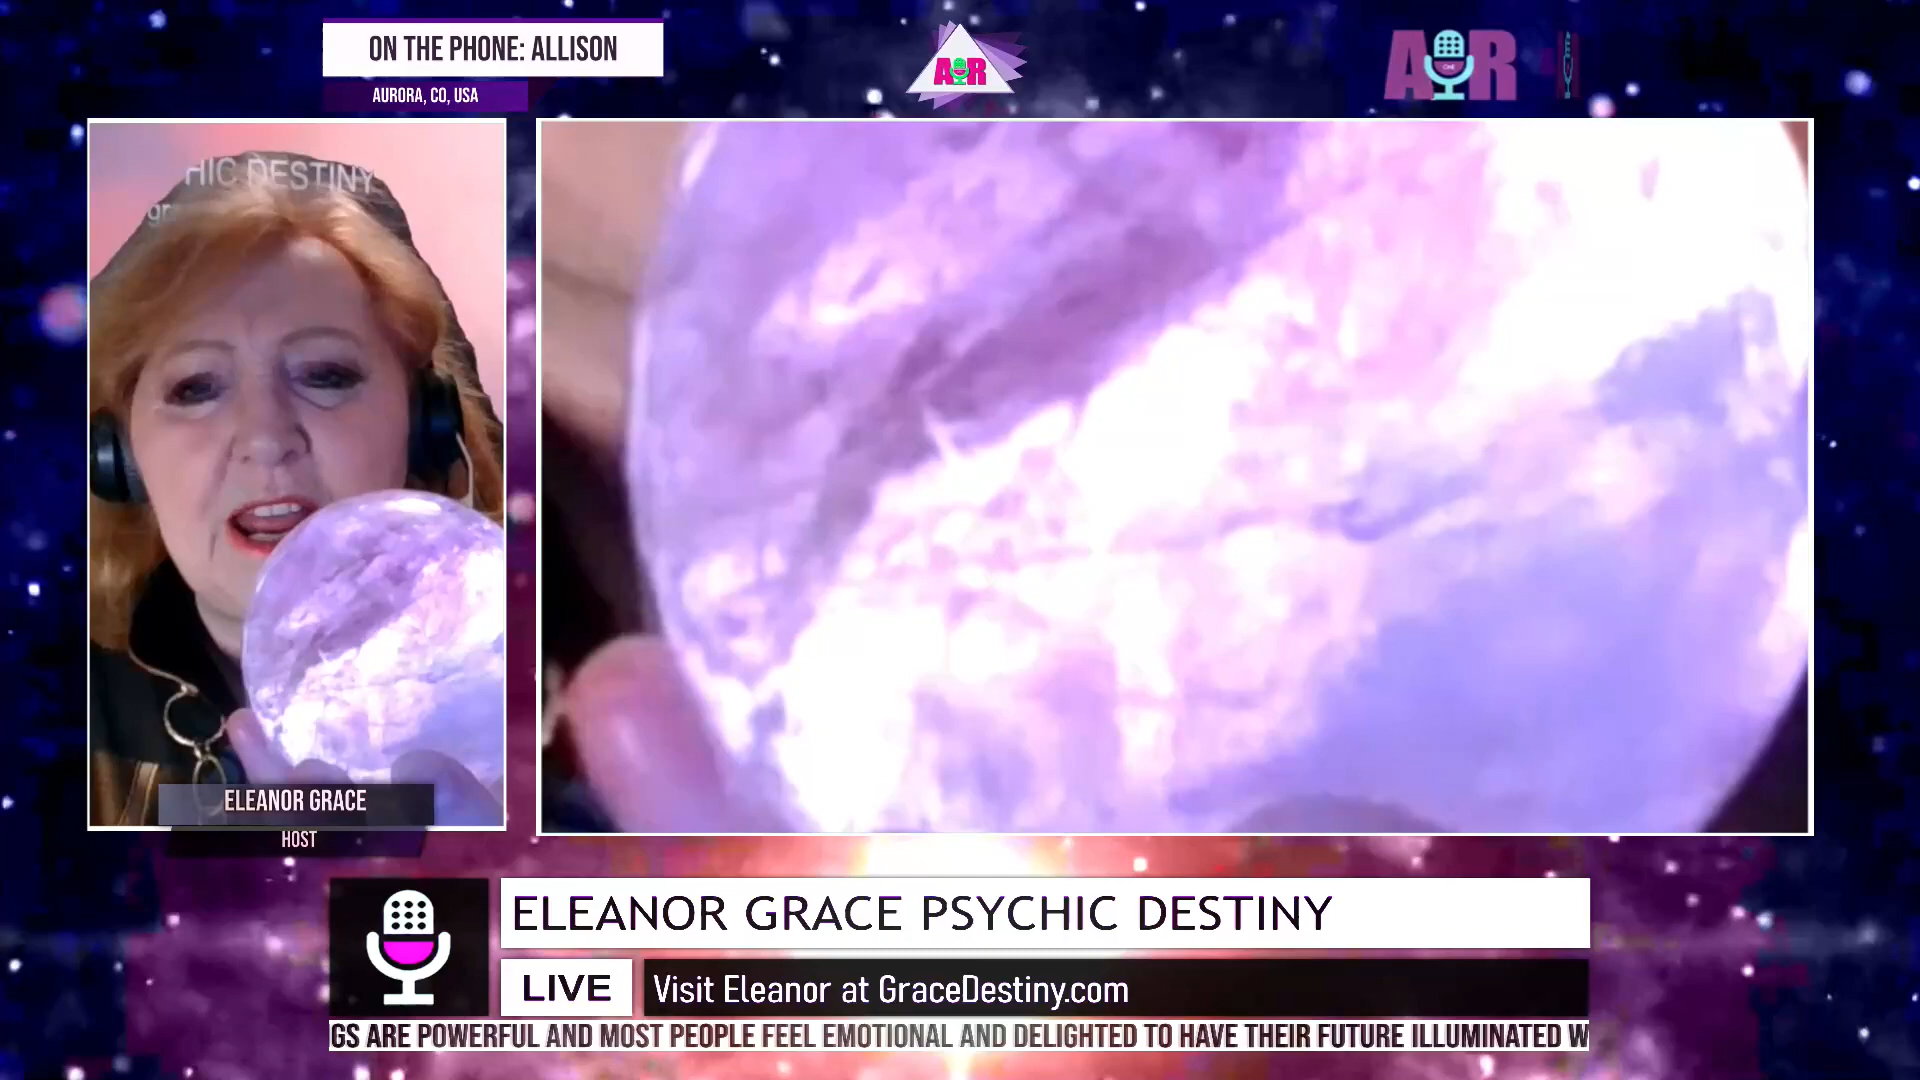 ON THE PHONE: ALLISON
AURORA, CO, USA
AIR
AIR
HIC DESTINY
gr
ELEANOR GRACE
HOST
ELEANOR GRACE PSYCHIC DESTINY
LIVE
Visit Eleanor at GraceDestiny.com
GS ARE POWERFUL AND MOST PEOPLE FEEL EMOTIONAL AND DELIGHTED TO HAVE THEIR FUTURE ILLUMINATED W